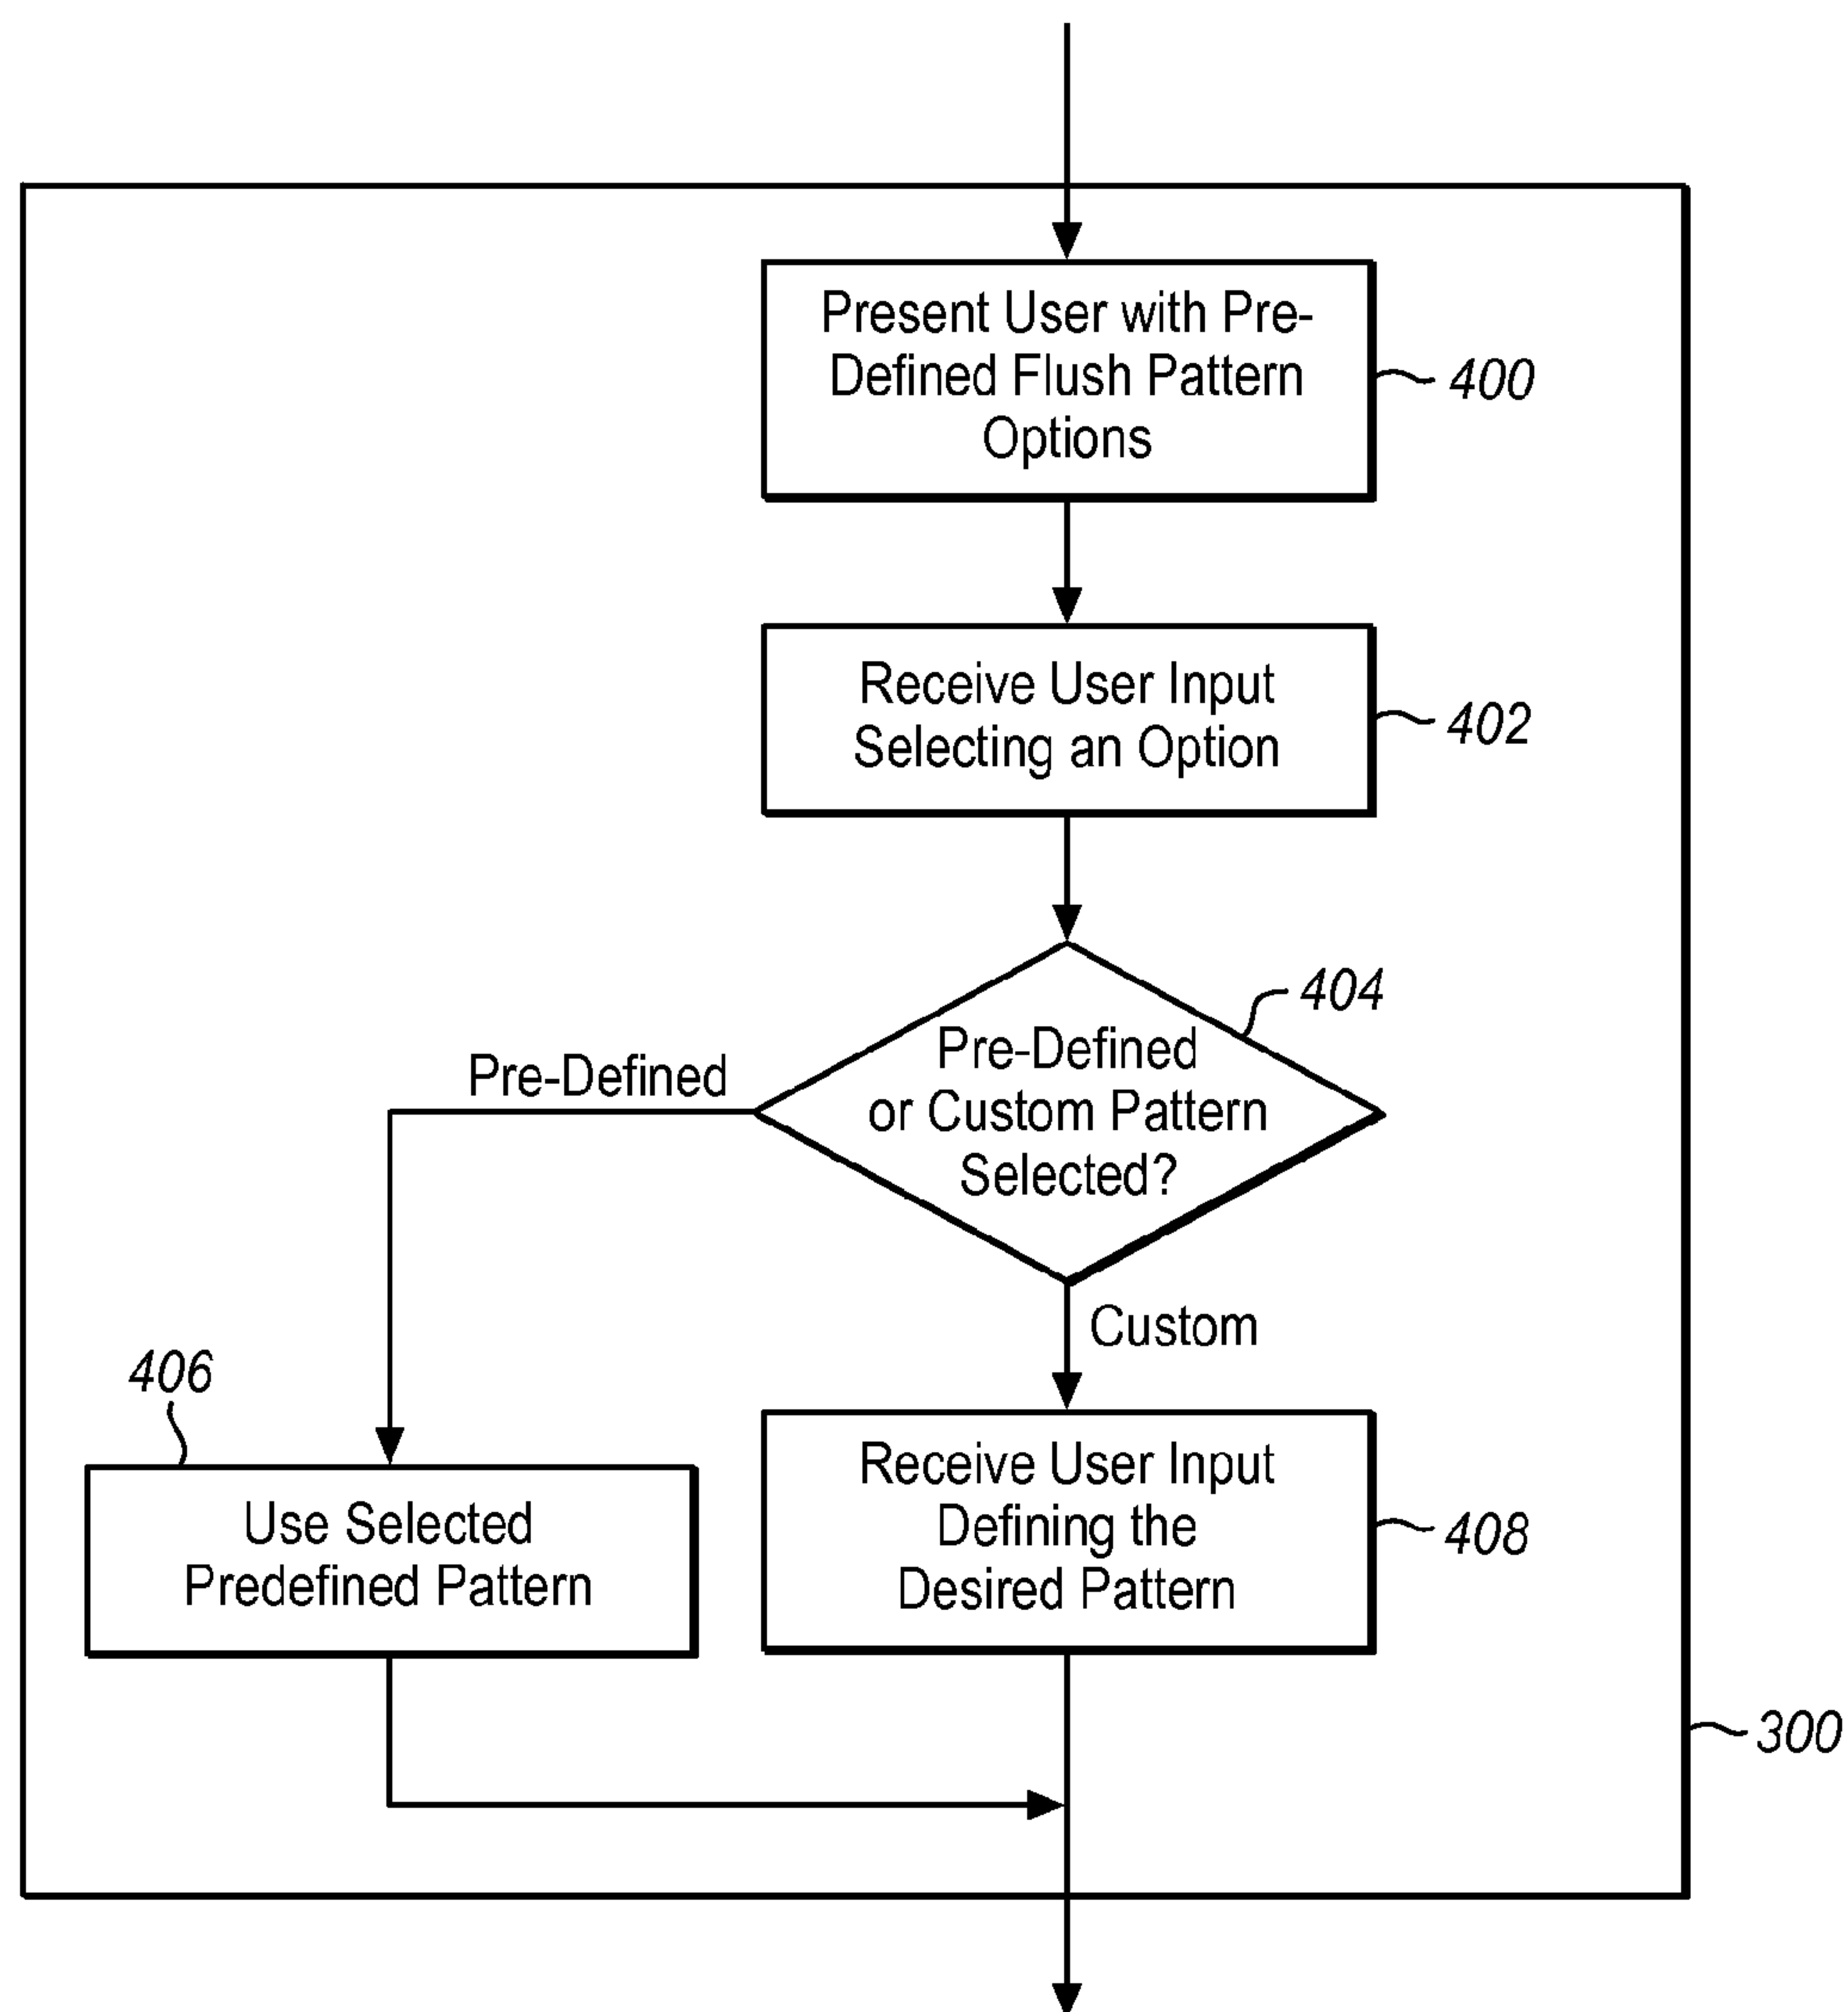 Present User with Pre-
Defined Flush Pattern
Options
400
Receive User Input
Selecting an Option
402
404
Pre-Defined
or Custom Pattern
Selected?
Pre-Defined
Custom
406
Use Selected
Predefined Pattern
Receive User Input
Defining the
Desired Pattern
408
300